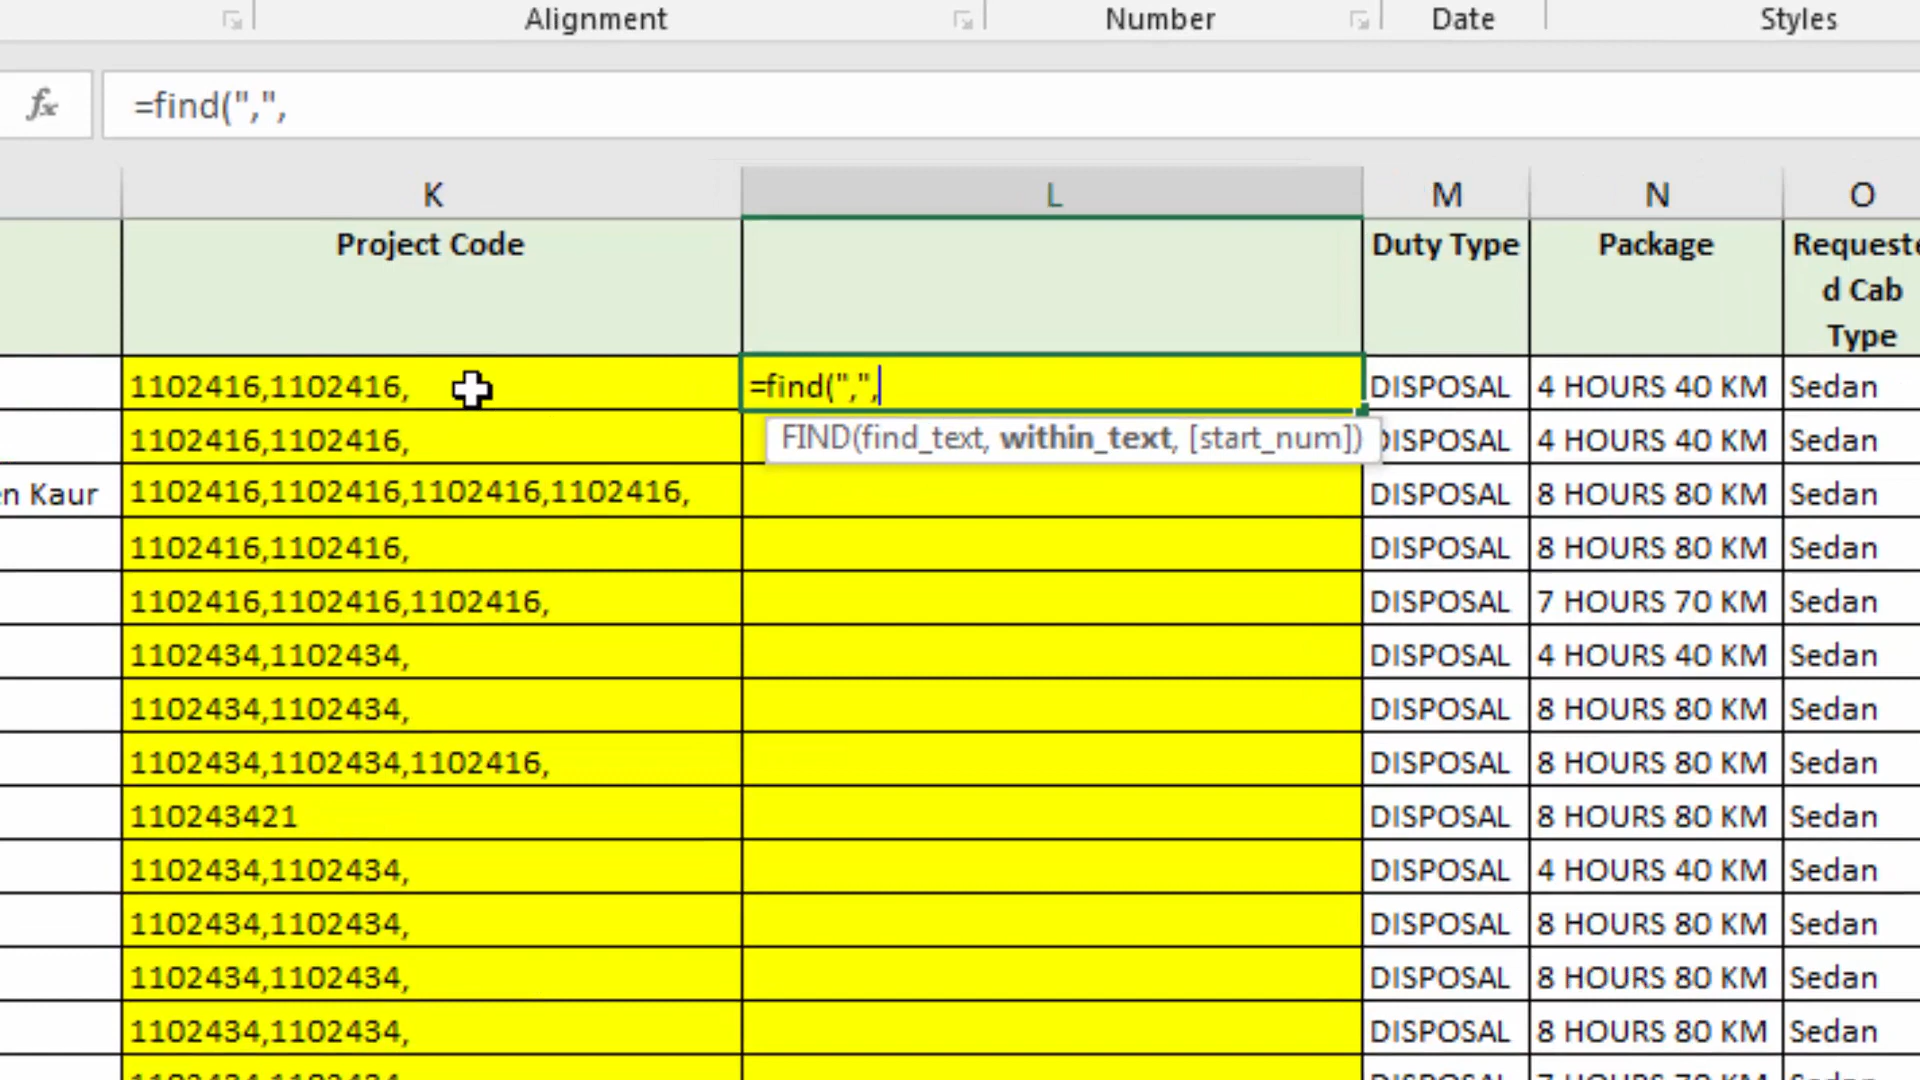 Alignment Number Date Styles
fx =find(",",
K L M N O
Project Code Duty Type Package Requeste
d Cab
Type
1102416,1102416, =find(",", DISPOSAL 4 HOURS 40 KM Sedan
FIND(find_text, within_text, [start_num])
1102416,1102416, DISPOSAL 4 HOURS 40 KM Sedan
en Kaur 1102416,1102416,1102416,1102416, DISPOSAL 8 HOURS 80 KM Sedan
1102416,1102416, DISPOSAL 8 HOURS 80 KM Sedan
1102416,1102416,1102416, DISPOSAL 7 HOURS 70 KM Sedan
1102434,1102434, DISPOSAL 4 HOURS 40 KM Sedan
1102434,1102434, DISPOSAL 8 HOURS 80 KM Sedan
1102434,1102434,1102416, DISPOSAL 8 HOURS 80 KM Sedan
110243421 DISPOSAL 8 HOURS 80 KM Sedan
1102434,1102434, DISPOSAL 4 HOURS 40 KM Sedan
1102434,1102434, DISPOSAL 8 HOURS 80 KM Sedan
1102434,1102434, DISPOSAL 8 HOURS 80 KM Sedan
1102434,1102434, DISPOSAL 8 HOURS 80 KM Sedan